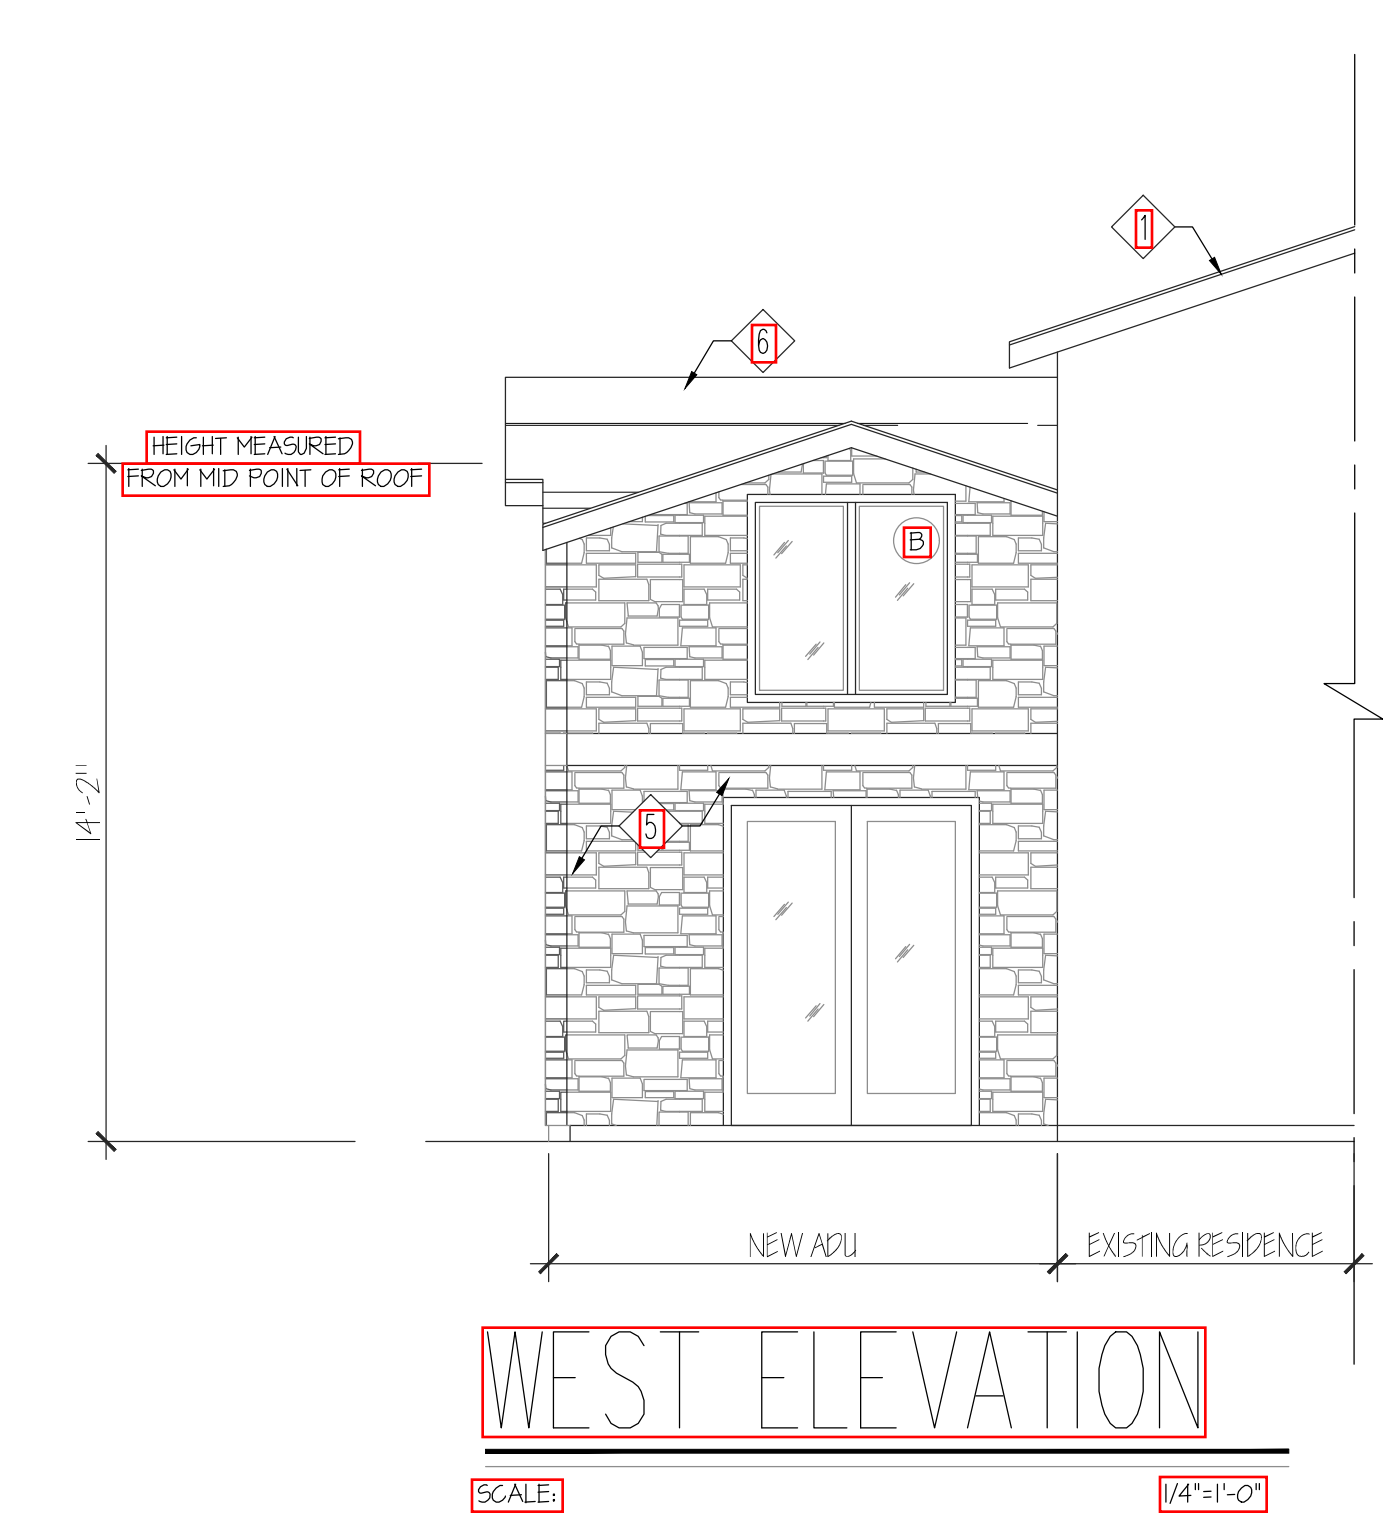 1
6
HEIGHT MEASURED
FROM MID POINT OF ROOF
B
14'-2"
5
NEW ADU
EXISTING RESIDENCE
WEST ELEVATION
SCALE:
1/4"=1'-0"